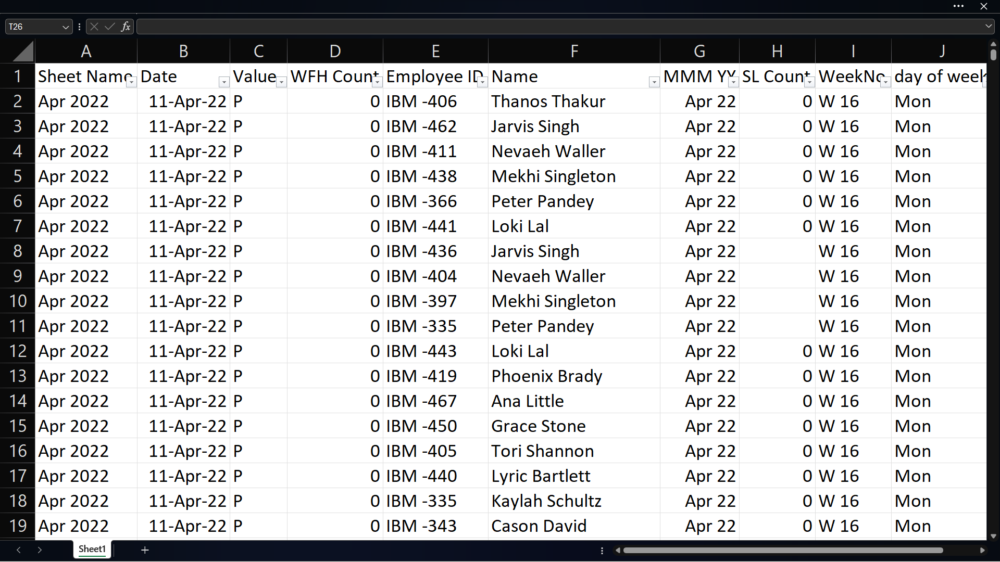 T26
fx
A B C D E F G H I J
1 Sheet Name Date Value WFH Count Employee ID Name MMM YY SL Count WeekNo day of week
2 Apr 2022 11-Apr-22 P 0 IBM -406 Thanos Thakur Apr 22 0 W 16 Mon
3 Apr 2022 11-Apr-22 P 0 IBM -462 Jarvis Singh Apr 22 0 W 16 Mon
4 Apr 2022 11-Apr-22 P 0 IBM -411 Nevaeh Waller Apr 22 0 W 16 Mon
5 Apr 2022 11-Apr-22 P 0 IBM -438 Mekhi Singleton Apr 22 0 W 16 Mon
6 Apr 2022 11-Apr-22 P 0 IBM -366 Peter Pandey Apr 22 0 W 16 Mon
7 Apr 2022 11-Apr-22 P 0 IBM -441 Loki Lal Apr 22 0 W 16 Mon
8 Apr 2022 11-Apr-22 P 0 IBM -436 Jarvis Singh Apr 22 W 16 Mon
9 Apr 2022 11-Apr-22 P 0 IBM -404 Nevaeh Waller Apr 22 W 16 Mon
10 Apr 2022 11-Apr-22 P 0 IBM -397 Mekhi Singleton Apr 22 W 16 Mon
11 Apr 2022 11-Apr-22 P 0 IBM -335 Peter Pandey Apr 22 W 16 Mon
12 Apr 2022 11-Apr-22 P 0 IBM -443 Loki Lal Apr 22 0 W 16 Mon
13 Apr 2022 11-Apr-22 P 0 IBM -419 Phoenix Brady Apr 22 0 W 16 Mon
14 Apr 2022 11-Apr-22 P 0 IBM -467 Ana Little Apr 22 0 W 16 Mon
15 Apr 2022 11-Apr-22 P 0 IBM -450 Grace Stone Apr 22 0 W 16 Mon
16 Apr 2022 11-Apr-22 P 0 IBM -405 Tori Shannon Apr 22 0 W 16 Mon
17 Apr 2022 11-Apr-22 P 0 IBM -440 Lyric Bartlett Apr 22 0 W 16 Mon
18 Apr 2022 11-Apr-22 P 0 IBM -335 Kaylah Schultz Apr 22 0 W 16 Mon
19 Apr 2022 11-Apr-22 P 0 IBM -343 Cason David Apr 22 0 W 16 Mon
Sheet1